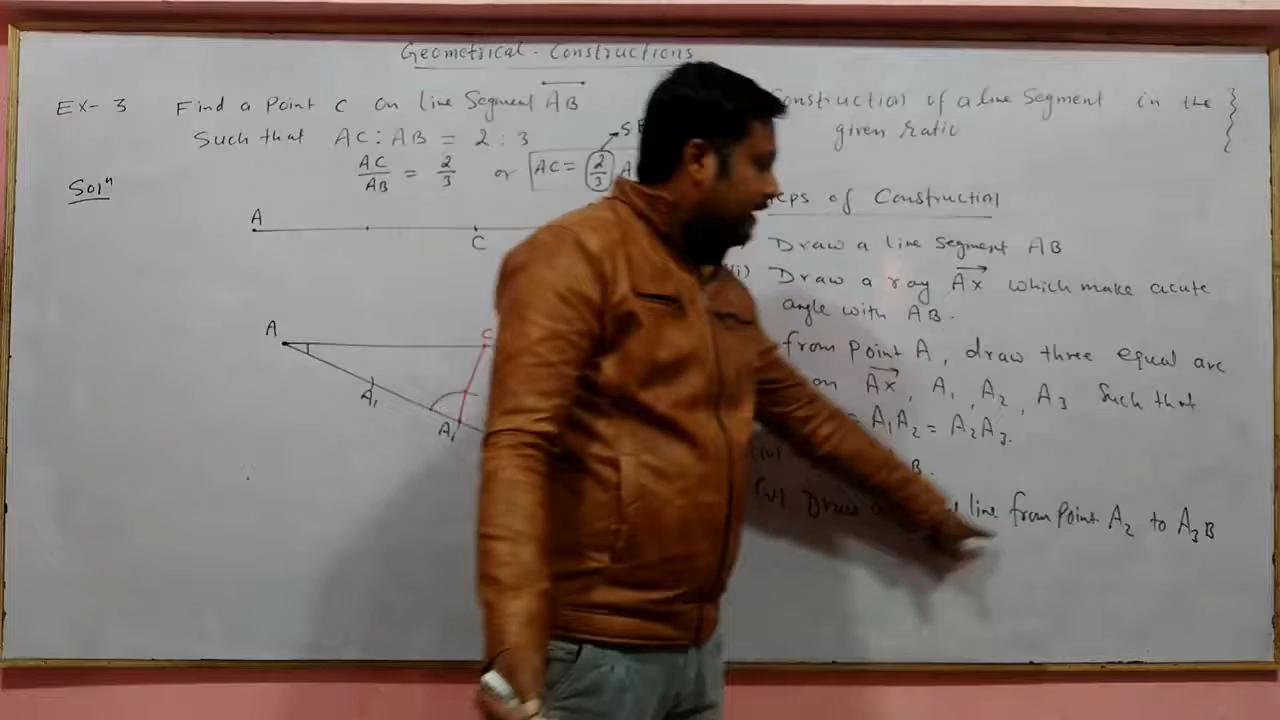 Geometrical - Constructions
EX- 3 Find a Point C on line Segment AB
Such that AC : AB = 2 : 3
AC/AB = 2/3 or AC = 2/3 A
Solⁿ
A
C
A
C
A₁
A₁
Construction of a line Segment in the
given ratio
of Construction
Draw a line Segment AB
Draw a ray AX which make acute
angle with AB.
from point A, draw three equal arc
on AX, A₁, A₂, A₃ Such that
= A₁A₂ = A₂A₃.
(iv) B.
(v) Draw line from point A₂ to A₃B